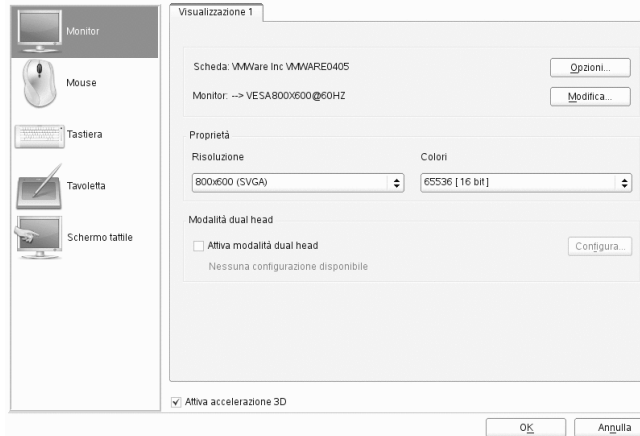 Monitor
Mouse
Tastiera
Tavoletta
Schermo tattile
Visualizzazione 1
Scheda: VMWare Inc VMWARE0405
Opzioni...
Monitor: --> VESA800X600@60HZ
Modifica...
Proprietà
Risoluzione
Colori
800x600 (SVGA)
65536 [16 bit]
Modalità dual head
Attiva modalità dual head
Configura...
Nessuna configurazione disponibile
Attiva accelerazione 3D
OK
Annulla